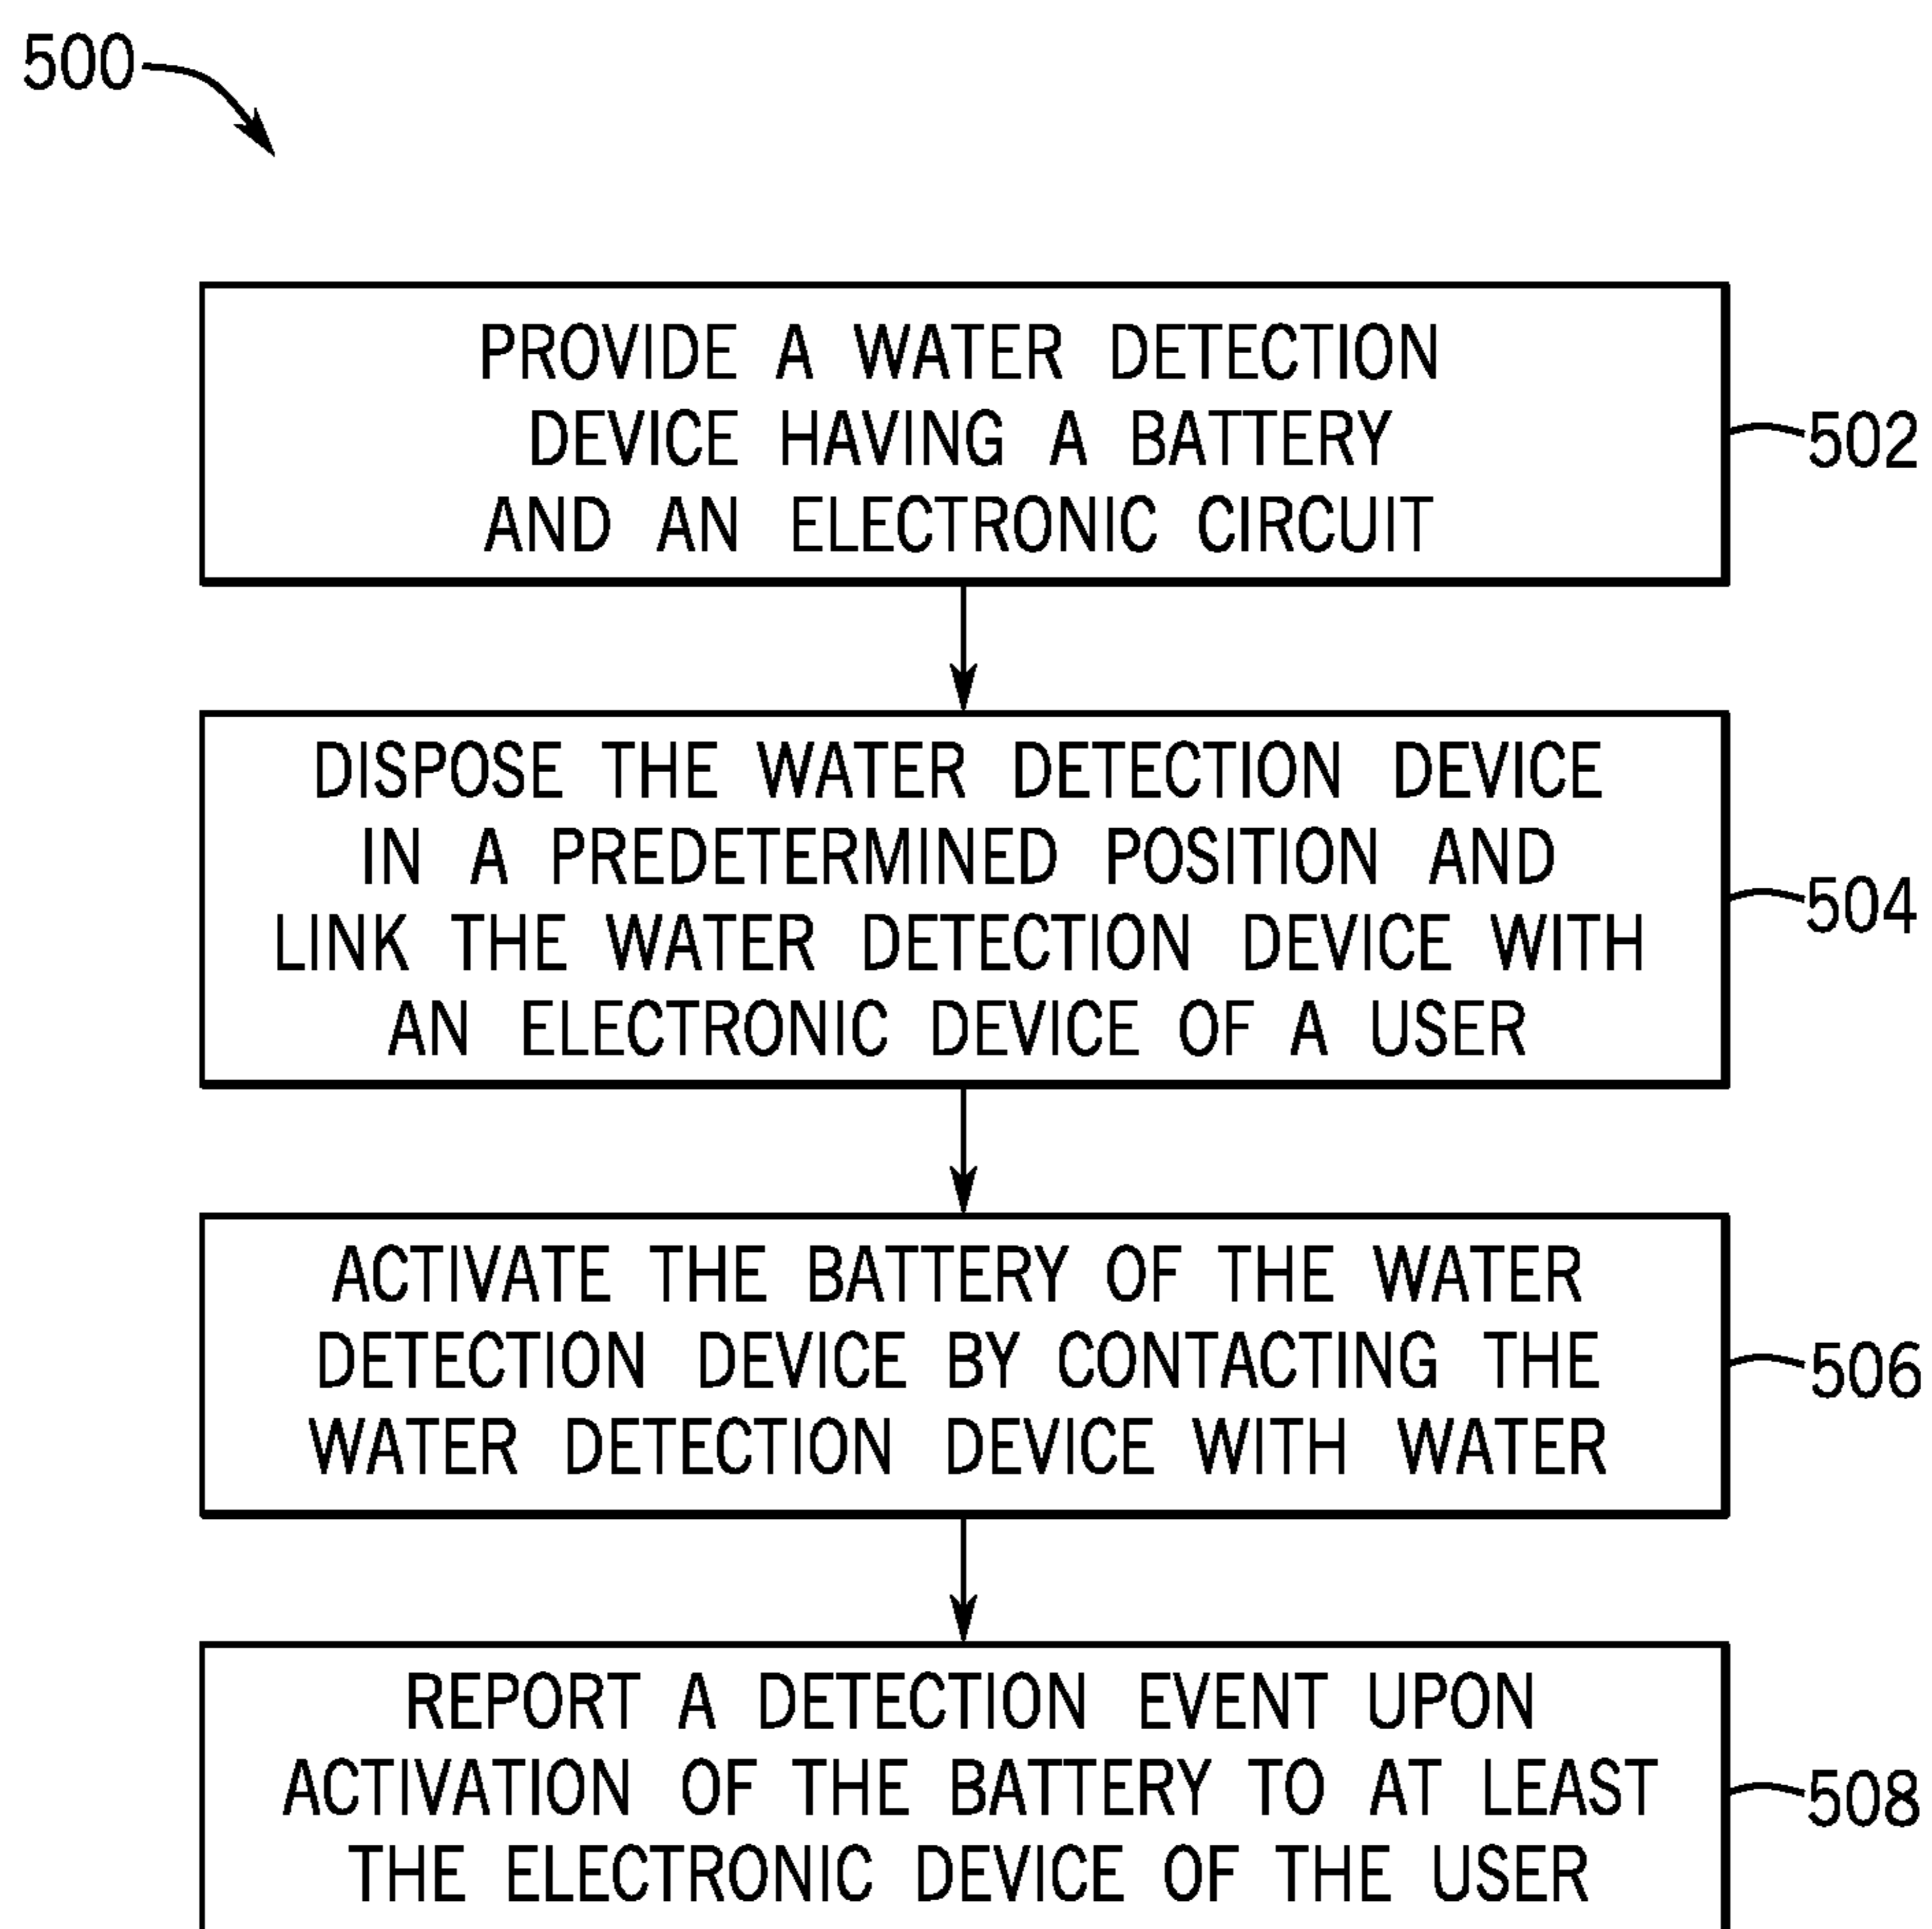 500
PROVIDE A WATER DETECTION
DEVICE HAVING A BATTERY
AND AN ELECTRONIC CIRCUIT
502
DISPOSE THE WATER DETECTION DEVICE
IN A PREDETERMINED POSITION AND
LINK THE WATER DETECTION DEVICE WITH
AN ELECTRONIC DEVICE OF A USER
504
ACTIVATE THE BATTERY OF THE WATER
DETECTION DEVICE BY CONTACTING THE
WATER DETECTION DEVICE WITH WATER
506
REPORT A DETECTION EVENT UPON
ACTIVATION OF THE BATTERY TO AT LEAST
THE ELECTRONIC DEVICE OF THE USER
508